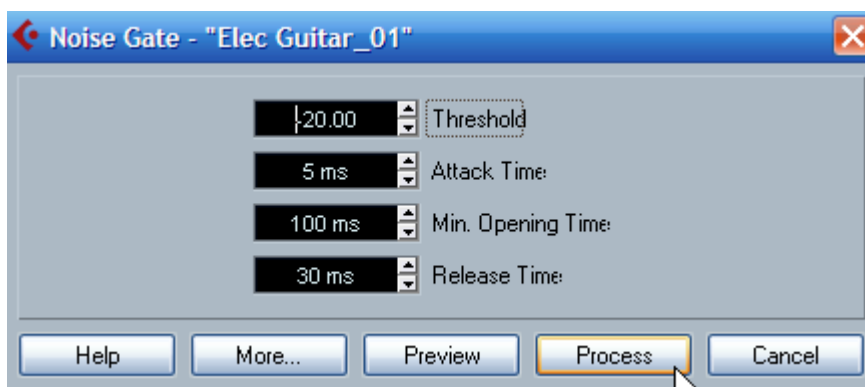 Noise Gate - "Elec Guitar_01"
-20.00 Threshold
5 ms Attack Time:
100 ms Min. Opening Time:
30 ms Release Time:
Help More... Preview Process Cancel